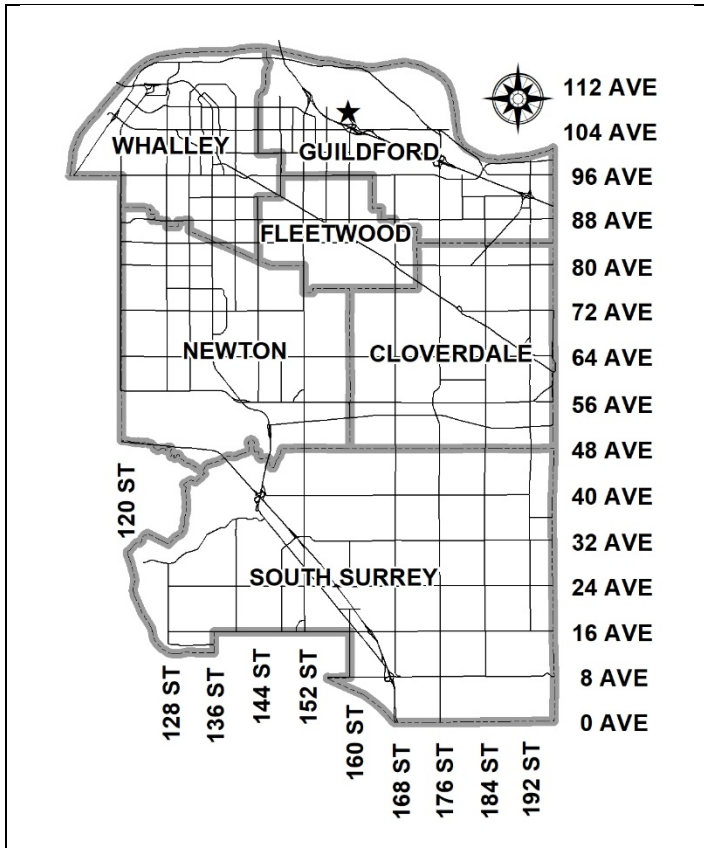 112 AVE
104 AVE
WHALLEY
GUILDFORD
96 AVE
88 AVE
FLEETWOOD
80 AVE
72 AVE
NEWTON
CLOVERDALE
64 AVE
56 AVE
48 AVE
120 ST
40 AVE
32 AVE
SOUTH SURREY
24 AVE
16 AVE
128 ST
136 ST
144 ST
152 ST
160 ST
8 AVE
0 AVE
168 ST
176 ST
184 ST
192 ST